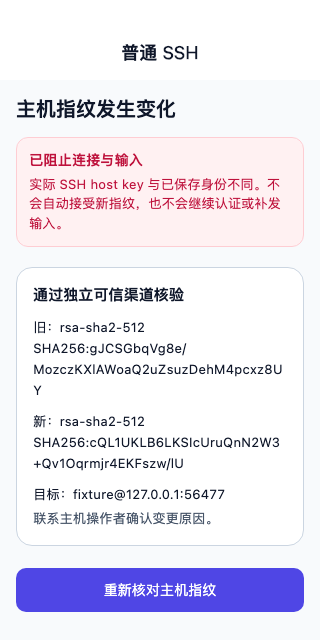 普通 SSH
主机指纹发生变化
已阻止连接与输入
实际 SSH host key 与已保存身份不同。不
会自动接受新指纹，也不会继续认证或补发
输入。
通过独立可信渠道核验
旧：rsa-sha2-512
SHA256:gJCSGbqVg8e/
MozczKXlAWoaQ2uZsuzDehM4pcxz8U
Y
新：rsa-sha2-512
SHA256:cQL1UKLB6LKSIcUruQnN2W3
+Qv1Oqrmjr4EKFszw/lU
目标：fixture@127.0.0.1:56477
联系主机操作者确认变更原因。
重新核对主机指纹